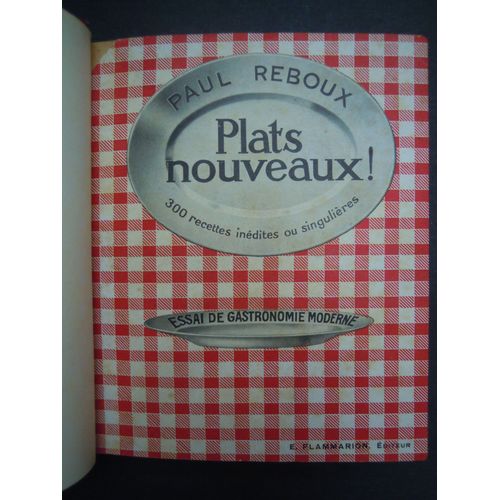 PAUL REBOUX
Plats
nouveaux!
300 recettes inédites ou singulières
ESSAI DE GASTRONOMIE MODERNE
E. FLAMMARION, ÉDITEUR